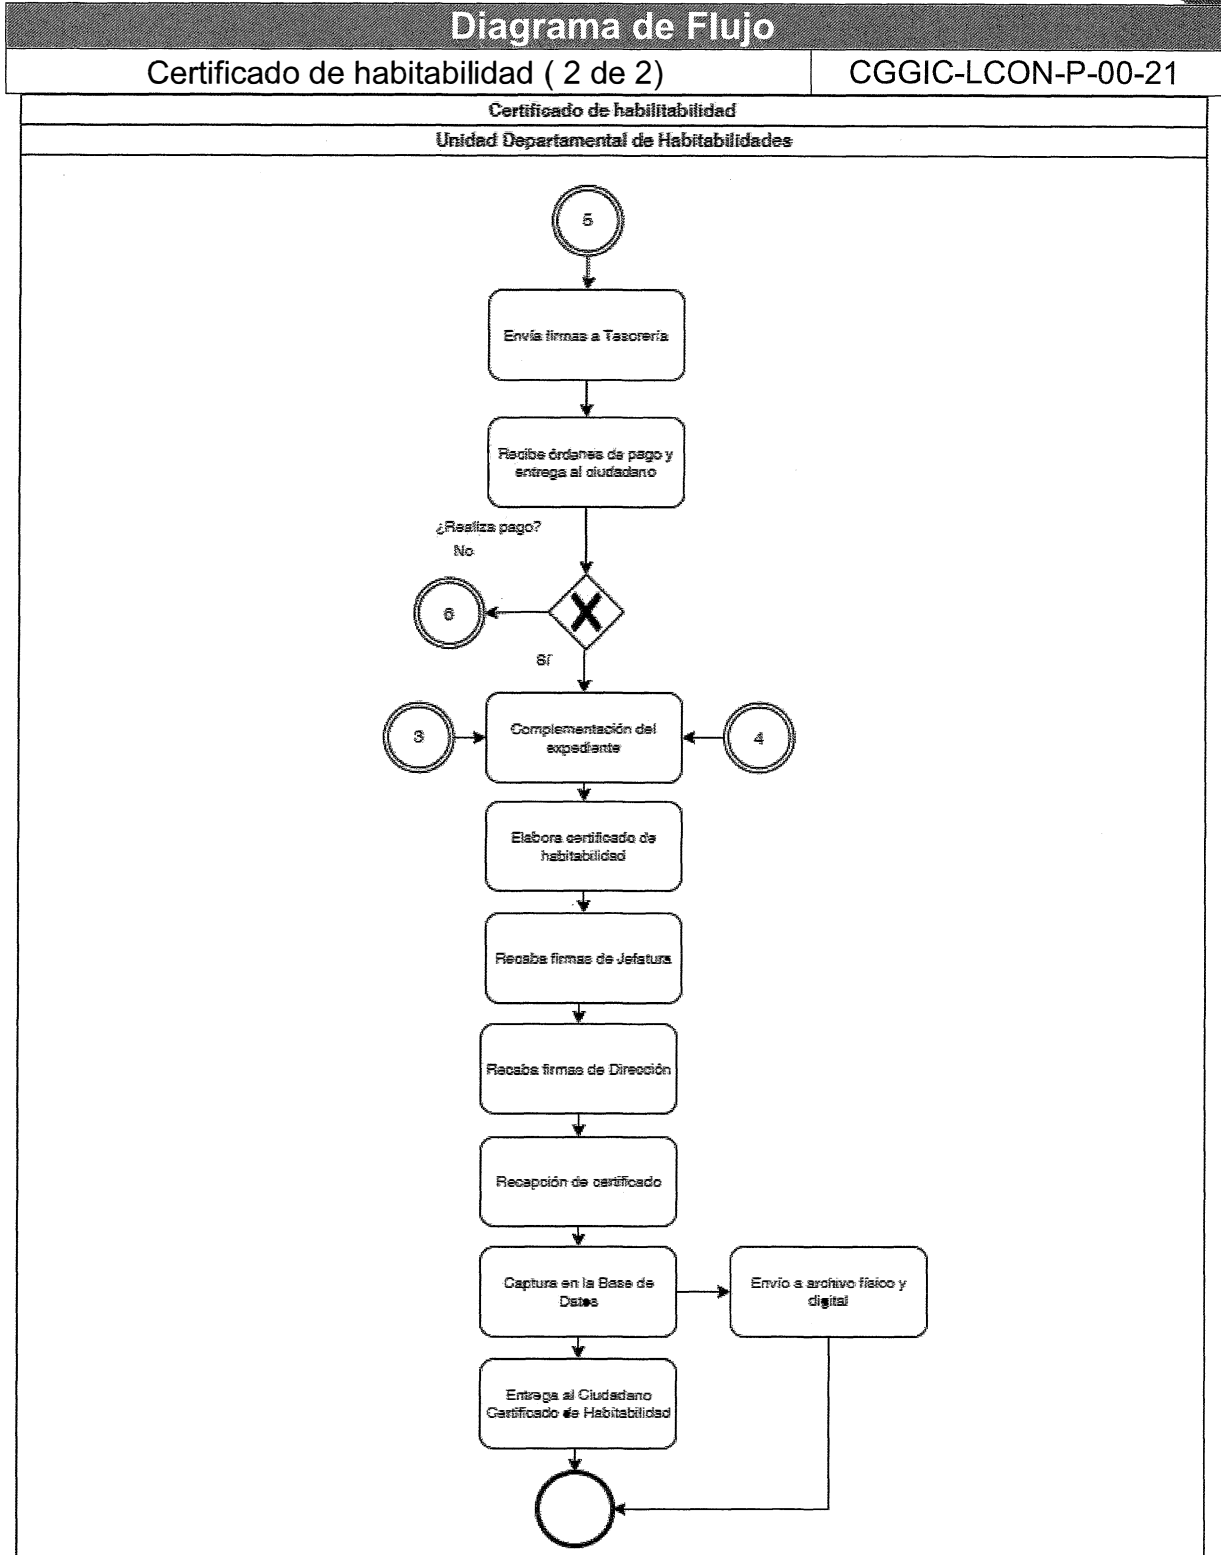 Diagrama de Flujo
Certificado de habitabilidad ( 2 de 2)
CGGIC-LCON-P-00-21
Certificado de habilitabilidad
Unidad Departamental de Habitabilidades
5
Envía firmas a Tesorería
Recibe órdenes de pago y
entrega al ciudadano
¿Realiza pago?
No
6
Sí
3
Complementación del
expediente
4
Elabora certificado de
habitabilidad
Recaba firmas de Jefatura
Recaba firmas de Dirección
Recepción de certificado
Captura en la Base de
Datos
Envío a archivo físico y
digital
Entrega al Ciudadano
Certificado de Habitabilidad